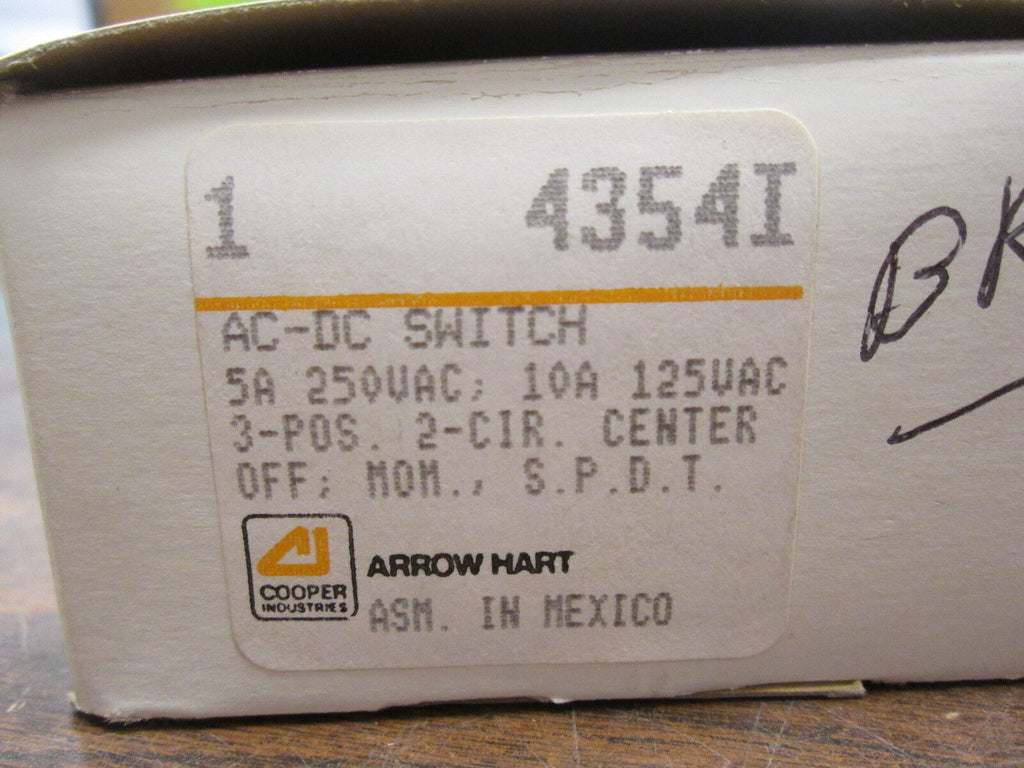 1 4354I
AC-DC SWITCH
5A 250VAC; 10A 125VAC
3-POS. 2-CIR. CENTER
OFF; MOM., S.P.D.T.
COOPER
INDUSTRIES
ARROW HART
ASM. IN MEXICO